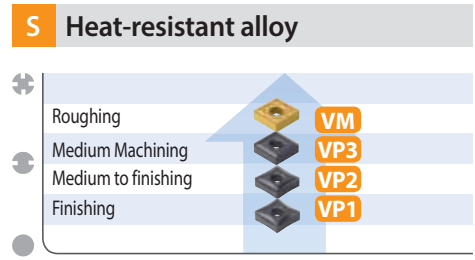 S Heat-resistant alloy
Roughing VM
Medium Machining VP3
Medium to finishing VP2
Finishing VP1